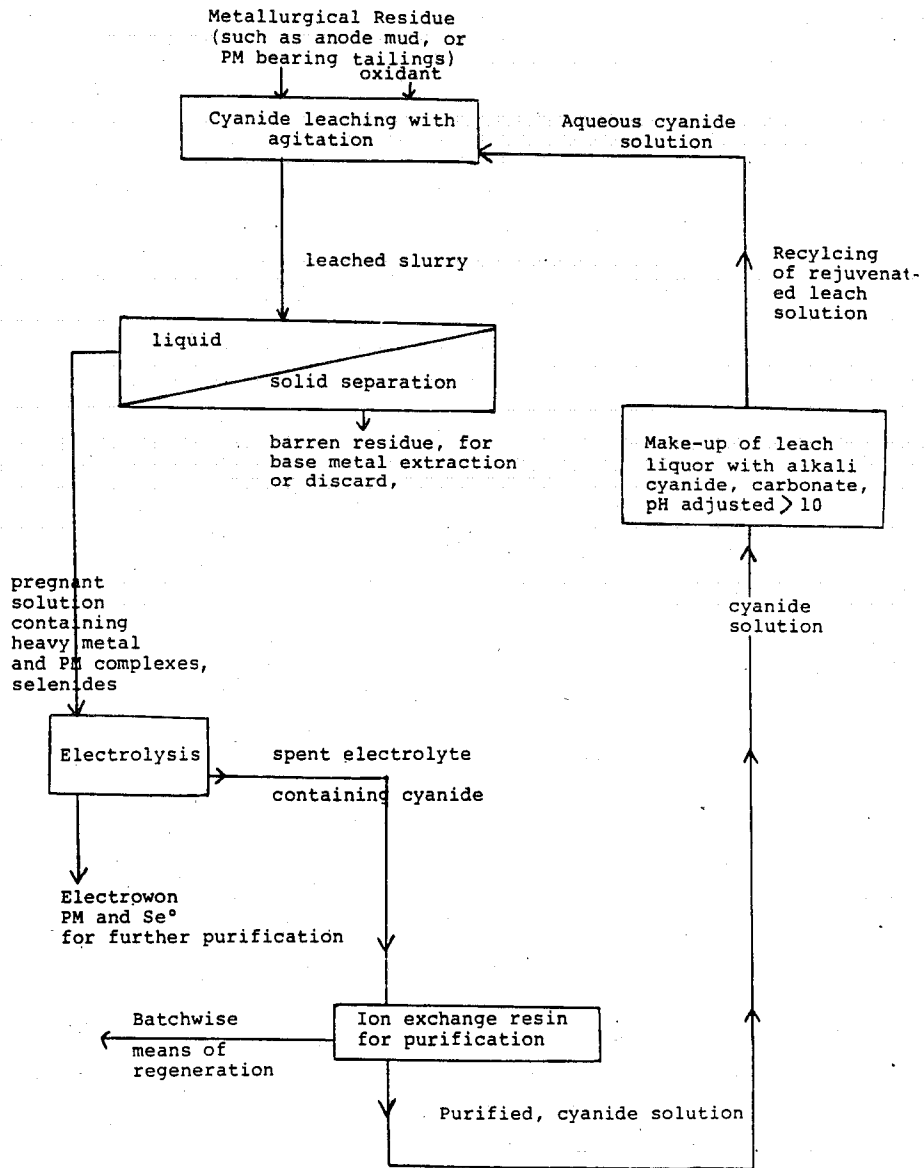 Metallurgical Residue
(such as anode mud, or
PM bearing tailings)
oxidant
Cyanide leaching with
agitation
Aqueous cyanide
solution
leached slurry
Recylcing
of rejuvenat-
ed leach
solution
liquid
solid separation
barren residue, for
base metal extraction
or discard,
Make-up of leach
liquor with alkali
cyanide, carbonate,
pH adjusted > 10
pregnant
solution
containing
heavy metal
and PM complexes,
selenides
cyanide
solution
Electrolysis
spent electrolyte
containing cyanide
Electrowon
PM and Se°
for further purification
Batchwise
means of
regeneration
Ion exchange resin
for purification
Purified, cyanide solution